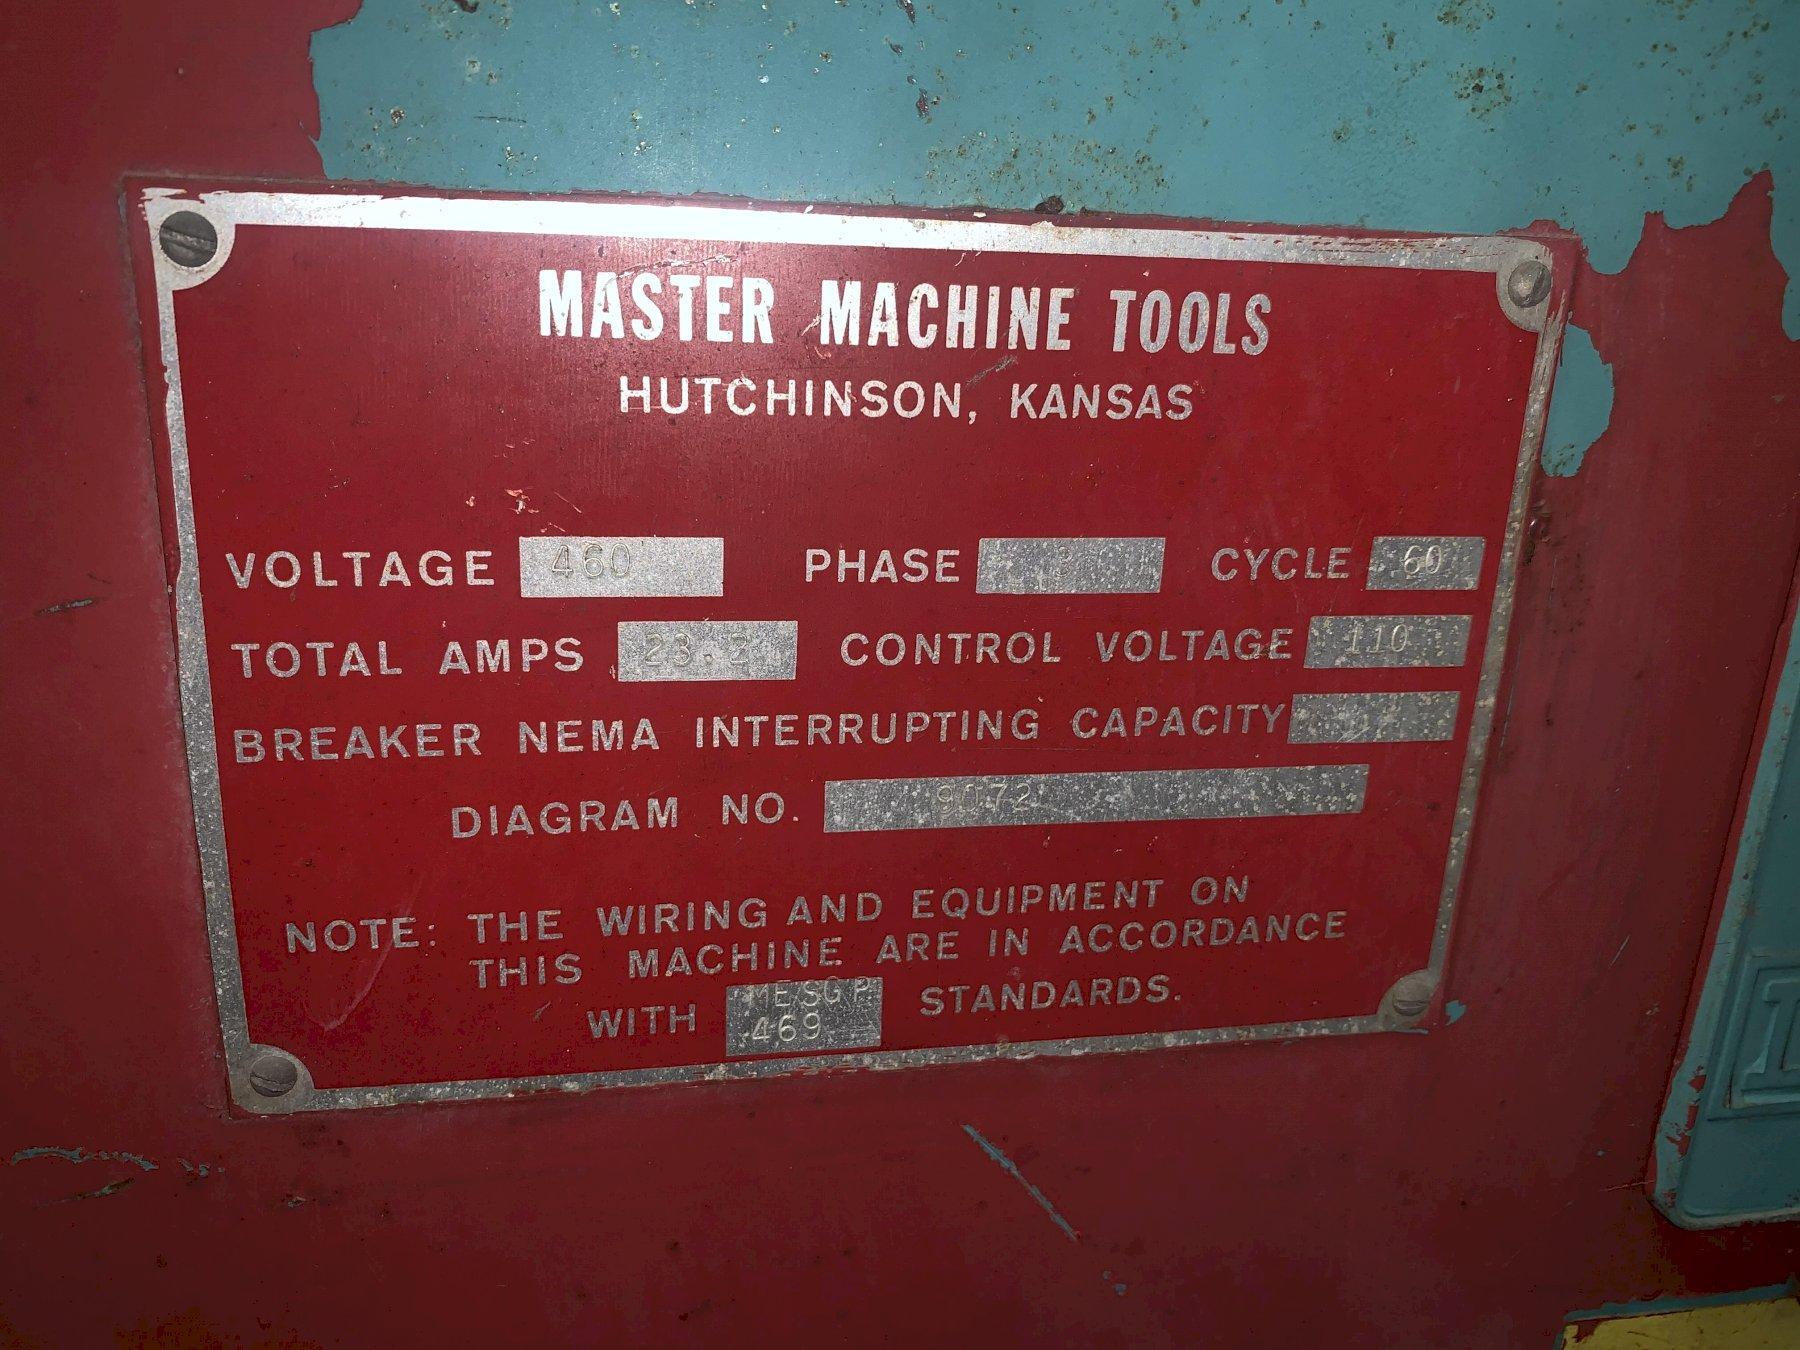 MASTER MACHINE TOOLS
HUTCHINSON, KANSAS
VOLTAGE 460 PHASE 3 CYCLE 60
TOTAL AMPS 23.2 CONTROL VOLTAGE 110
BREAKER NEMA INTERRUPTING CAPACITY
DIAGRAM NO. 9072
NOTE: THE WIRING AND EQUIPMENT ON
THIS MACHINE ARE IN ACCORDANCE
WITH ME/SG P. 469 STANDARDS.